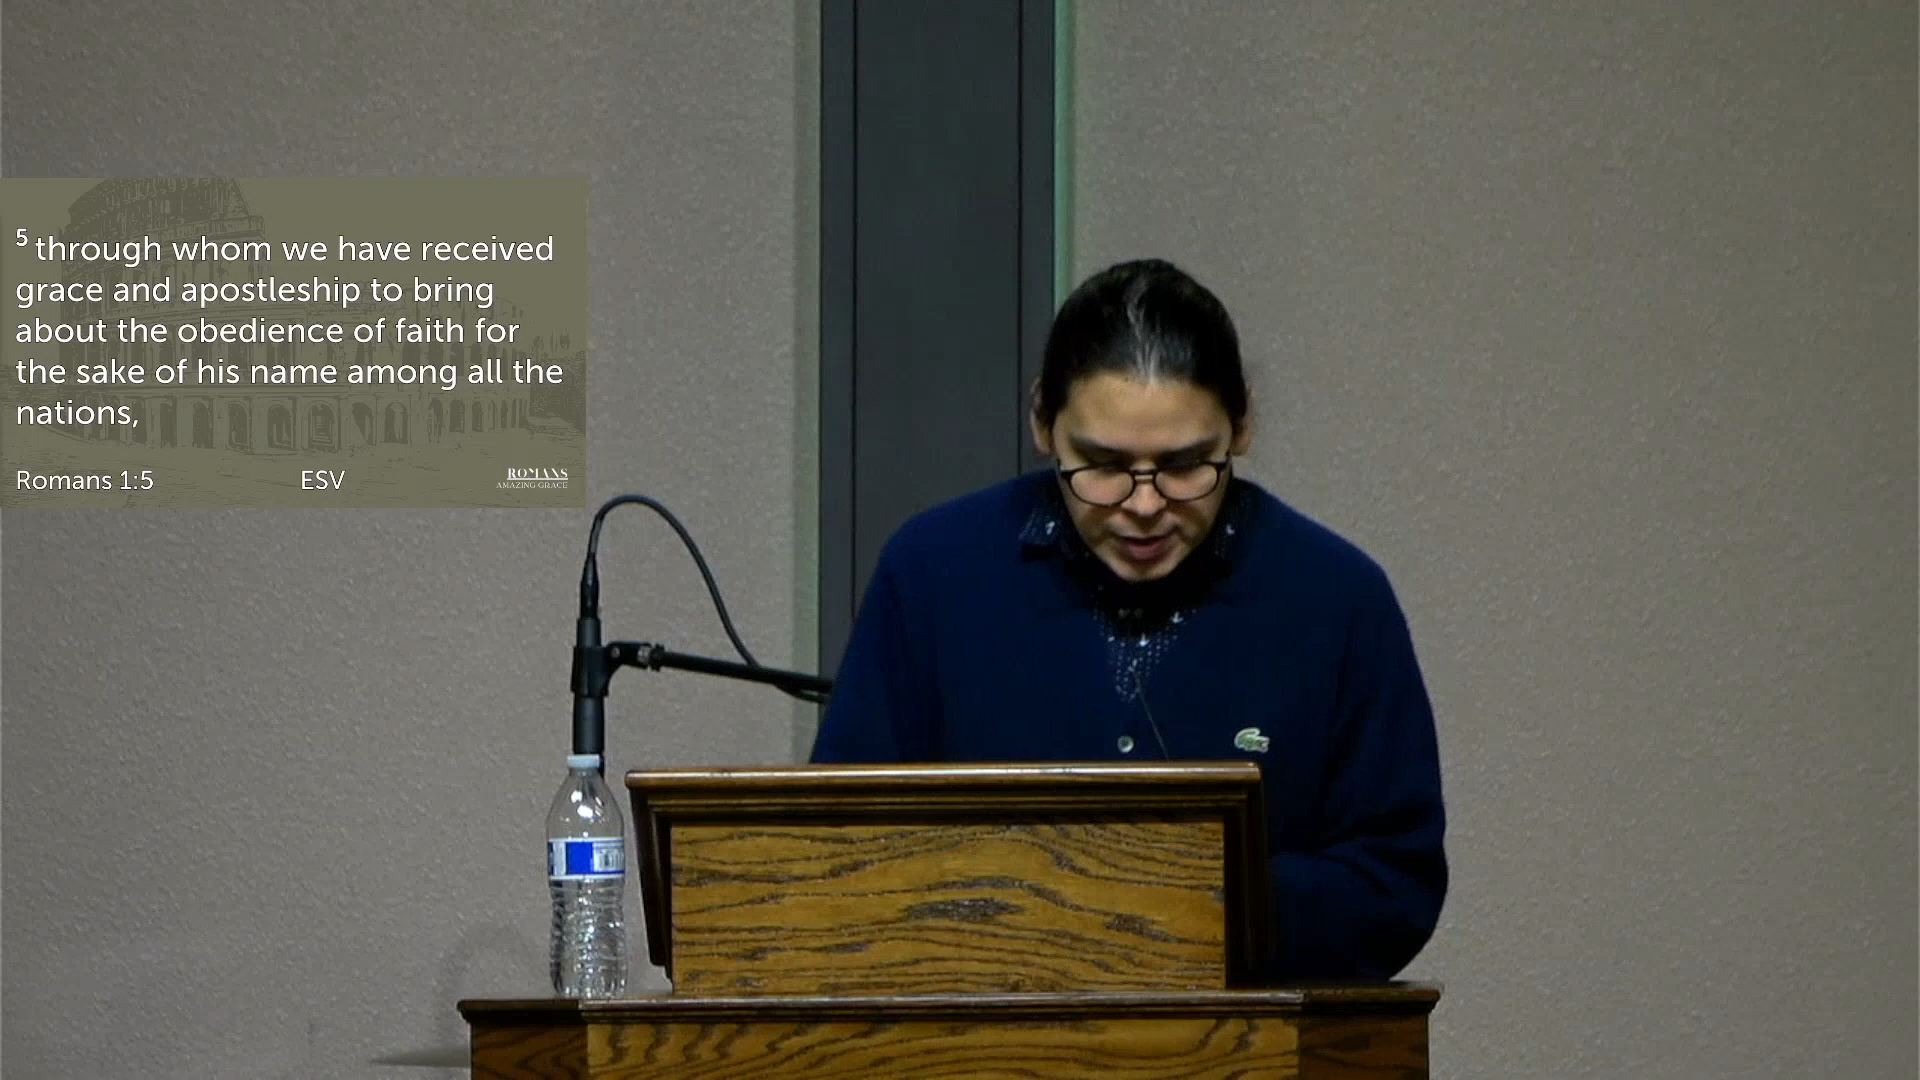 5 through whom we have received
grace and apostleship to bring
about the obedience of faith for
the sake of his name among all the
nations,
Romans 1:5 ESV
ROMANS
AMAZING GRACE